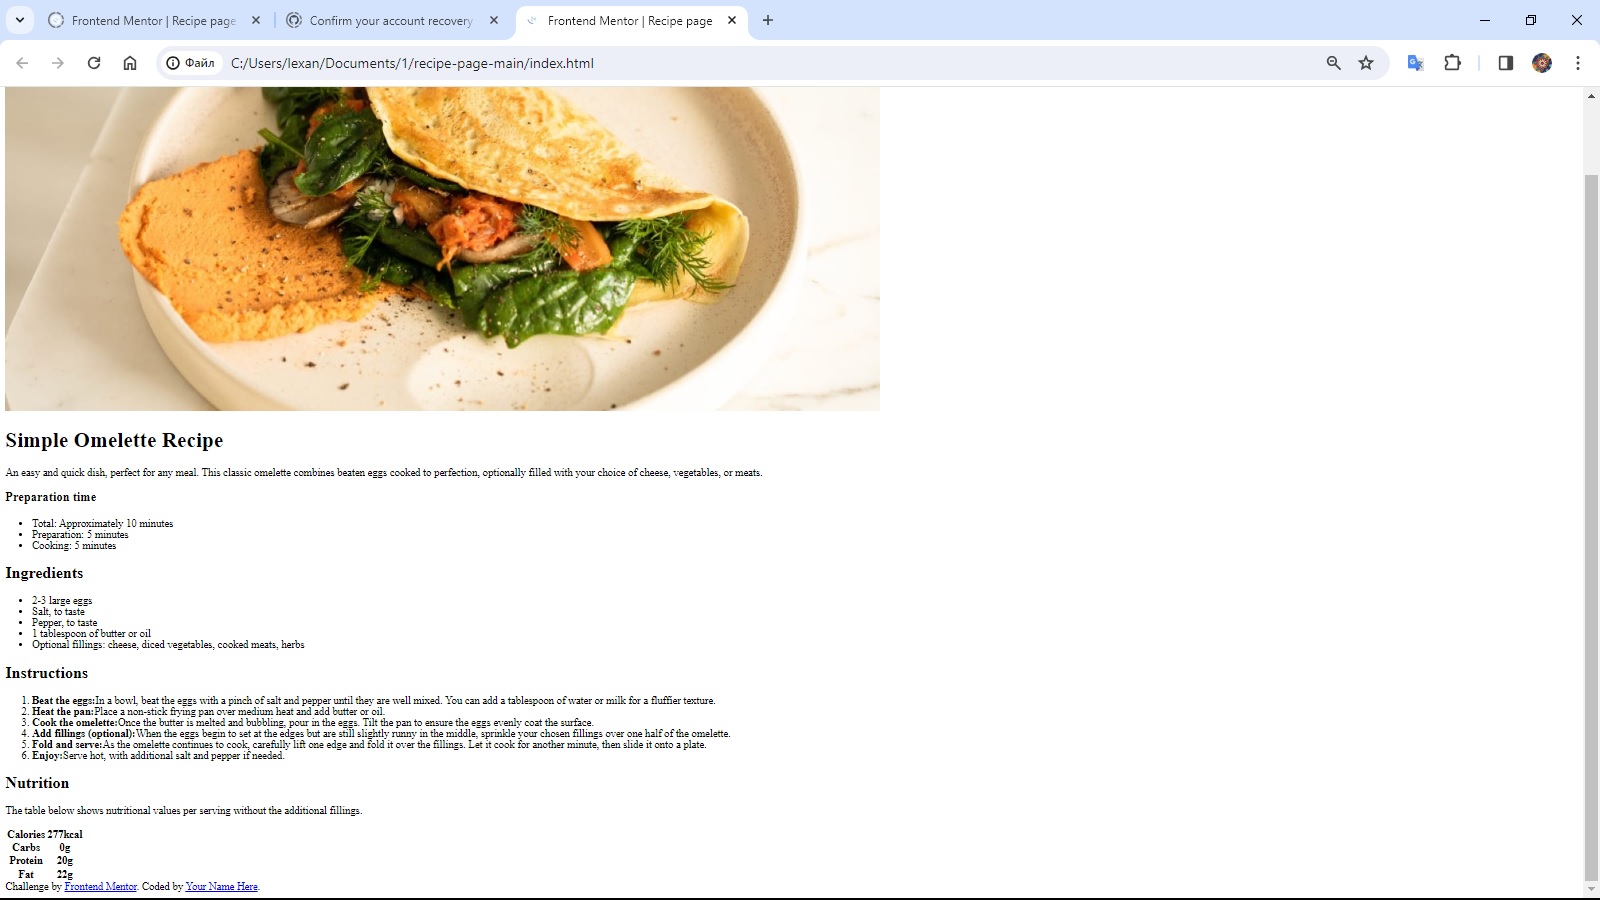 Frontend Mentor | Recipe page
Confirm your account recovery
Frontend Mentor | Recipe page
Файл
C:/Users/lexan/Documents/1/recipe-page-main/index.html
Simple Omelette Recipe
An easy and quick dish, perfect for any meal. This classic omelette combines beaten eggs cooked to perfection, optionally filled with your choice of cheese, vegetables, or meats.
Preparation time
• Total: Approximately 10 minutes
• Preparation: 5 minutes
• Cooking: 5 minutes
Ingredients
• 2-3 large eggs
• Salt, to taste
• Pepper, to taste
• 1 tablespoon of butter or oil
• Optional fillings: cheese, diced vegetables, cooked meats, herbs
Instructions
1. Beat the eggs:In a bowl, beat the eggs with a pinch of salt and pepper until they are well mixed. You can add a tablespoon of water or milk for a fluffier texture.
2. Heat the pan:Place a non-stick frying pan over medium heat and add butter or oil.
3. Cook the omelette:Once the butter is melted and bubbling, pour in the eggs. Tilt the pan to ensure the eggs evenly coat the surface.
4. Add fillings (optional):When the eggs begin to set at the edges but are still slightly runny in the middle, sprinkle your chosen fillings over one half of the omelette.
5. Fold and serve:As the omelette continues to cook, carefully lift one edge and fold it over the fillings. Let it cook for another minute, then slide it onto a plate.
6. Enjoy:Serve hot, with additional salt and pepper if needed.
Nutrition
The table below shows nutritional values per serving without the additional fillings.
Calories 277kcal
Carbs 0g
Protein 20g
Fat 22g
Challenge by Frontend Mentor. Coded by Your Name Here.